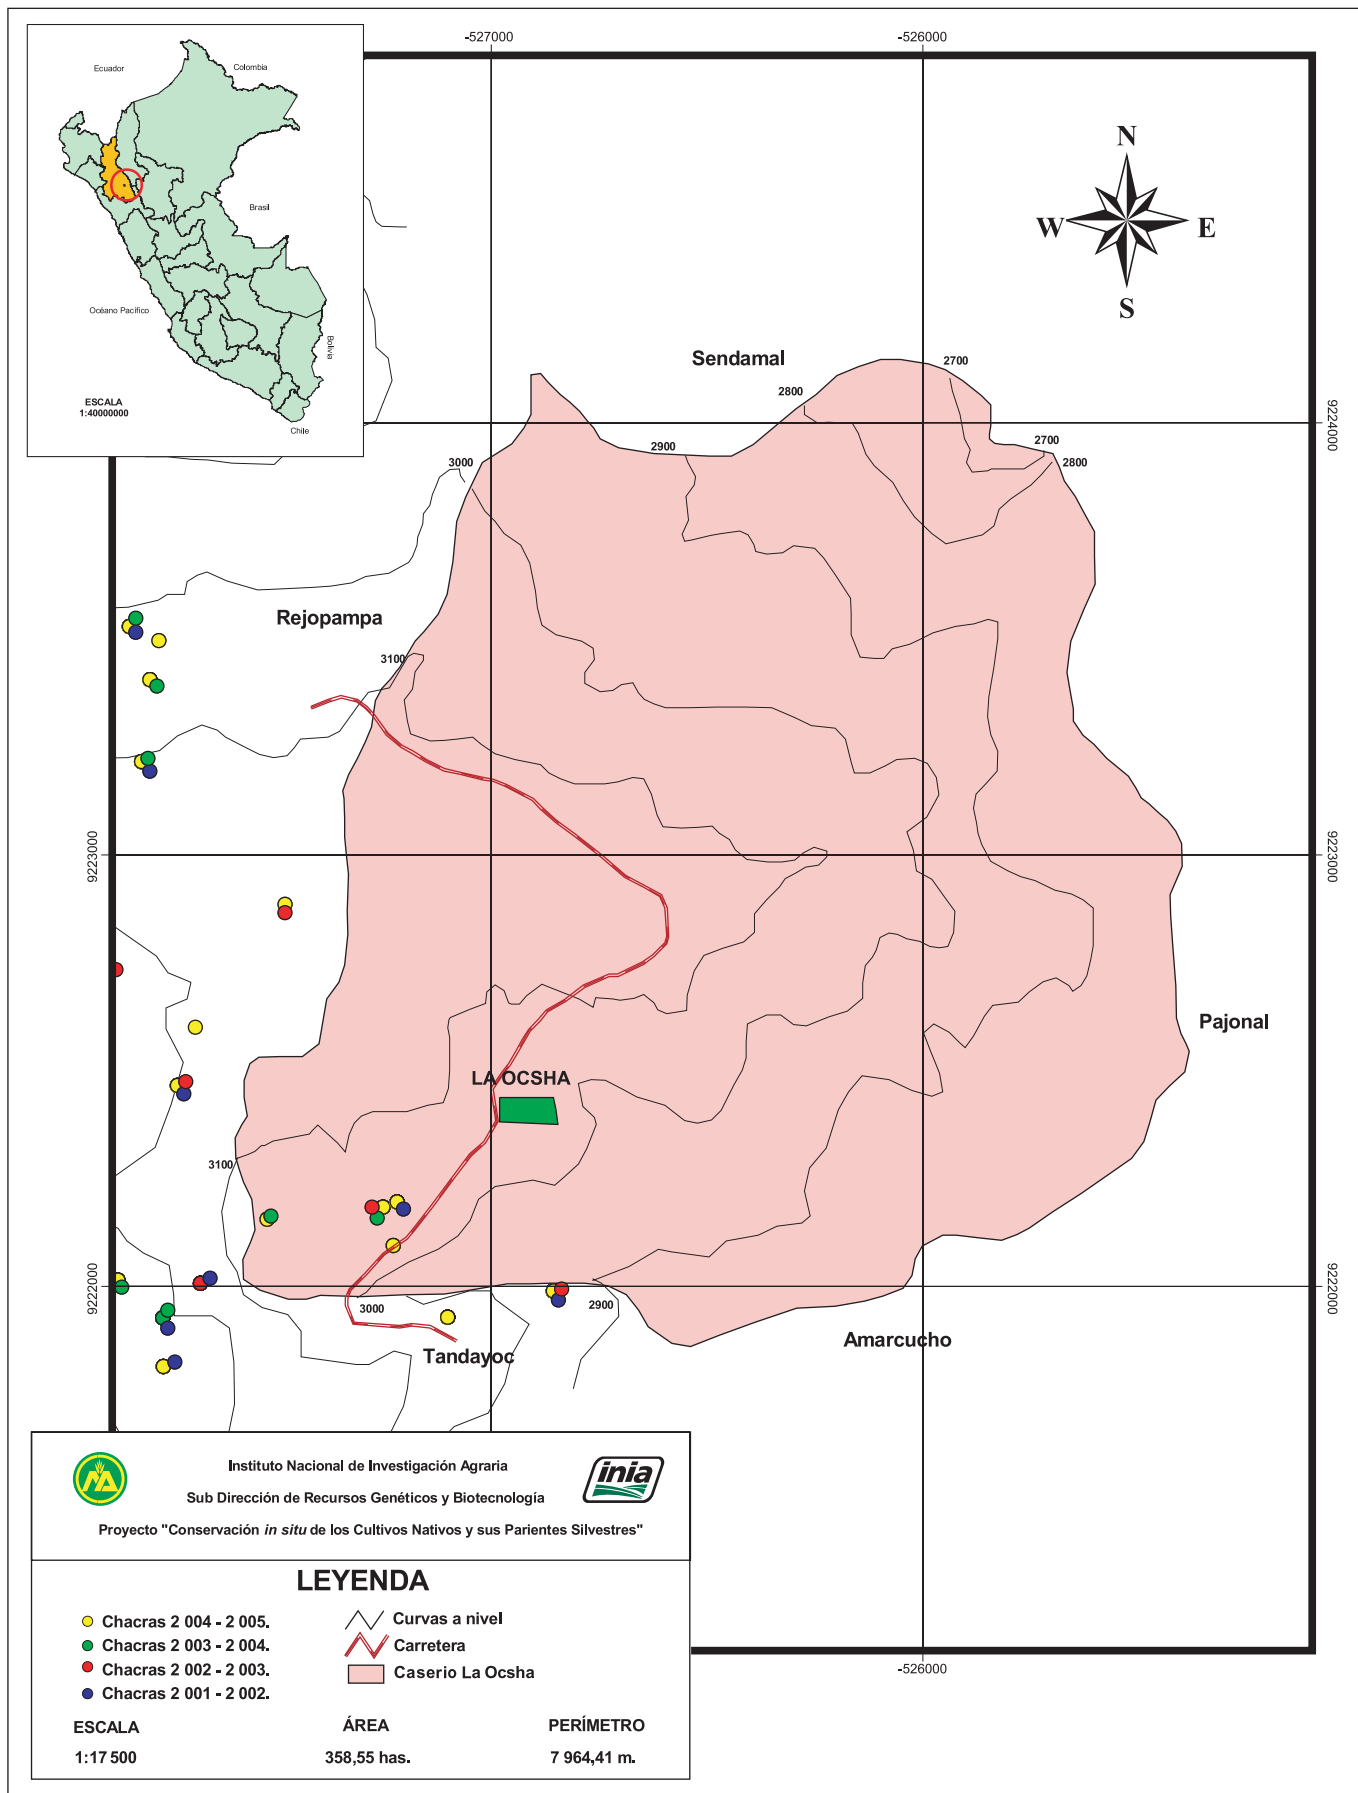 -527000
-526000
Ecuador
Colombia
Brasil
Océano Pacífico
Bolivia
ESCALA
1:40000000
Chile
N
W
E
S
Sendamal
2700
2800
9224000
2900
2700
3000
2800
Rejopampa
3100
9223000
9223000
Pajonal
LA OCSHA
3100
9222000
9222000
3000
2900
Amarcucho
Tandayoc
Instituto Nacional de Investigación Agraria
inia
Sub Dirección de Recursos Genéticos y Biotecnología
Proyecto "Conservación in situ de los Cultivos Nativos y sus Parientes Silvestres"
LEYENDA
Chacras 2 004 - 2 005.
Curvas a nivel
Chacras 2 003 - 2 004.
Carretera
Chacras 2 002 - 2 003.
Caserio La Ocsha
Chacras 2 001 - 2 002.
-526000
ESCALA
ÁREA
PERÍMETRO
1:17 500
358,55 has.
7 964,41 m.